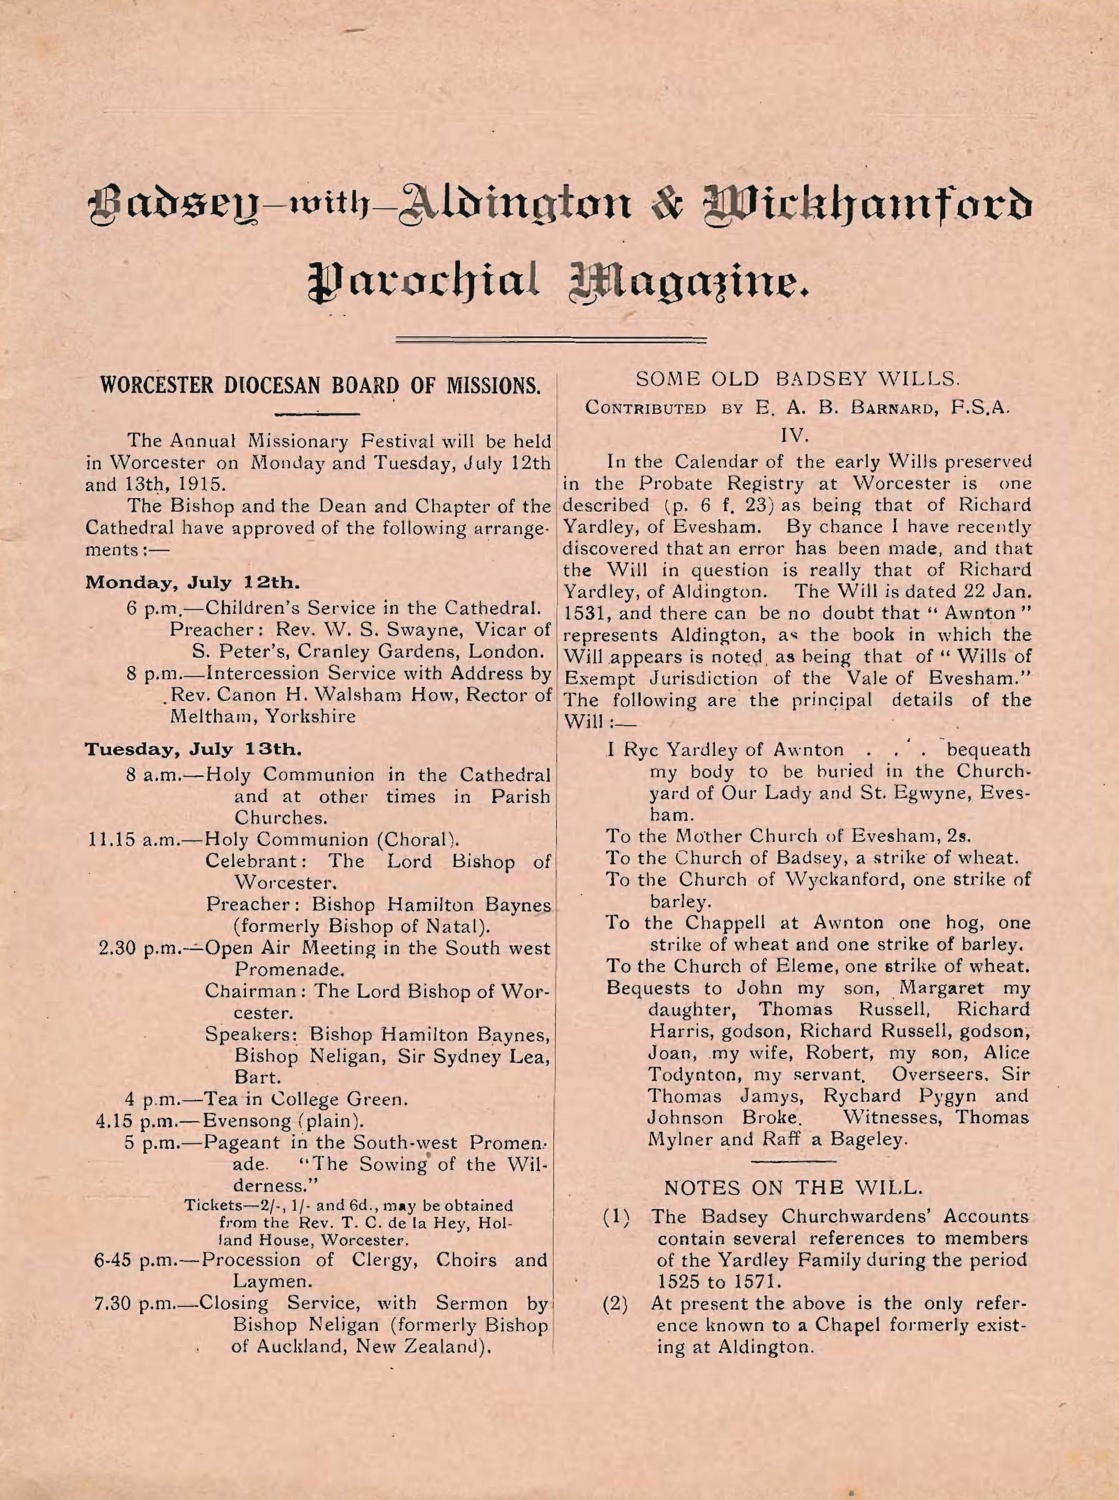 Badsey-with-Aldington & Wickhamford
Parochial Magazine.
WORCESTER DIOCESAN BOARD OF MISSIONS.
The Annual Missionary Festival will be held
in Worcester on Monday and Tuesday, July 12th
and 13th, 1915.
The Bishop and the Dean and Chapter of the
Cathedral have approved of the following arrange-
ments :—
Monday, July 12th.
6 p.m.—Children's Service in the Cathedral.
Preacher: Rev. W. S. Swayne, Vicar of
S. Peter's, Cranley Gardens, London.
8 p.m.—Intercession Service with Address by
Rev. Canon H. Walsham How, Rector of
Meltham, Yorkshire
Tuesday, July 13th.
8 a.m.—Holy Communion in the Cathedral
and at other times in Parish
Churches.
11.15 a.m.—Holy Communion (Choral).
Celebrant: The Lord Bishop of
Worcester.
Preacher: Bishop Hamilton Baynes
(formerly Bishop of Natal).
2.30 p.m.—Open Air Meeting in the South west
Promenade.
Chairman: The Lord Bishop of Wor-
cester.
Speakers: Bishop Hamilton Baynes,
Bishop Neligan, Sir Sydney Lea,
Bart.
4 p.m.—Tea in College Green.
4.15 p.m.—Evensong (plain).
5 p.m.—Pageant in the South-west Promen-
ade. "The Sowing of the Wil-
derness."
Tickets—2/-, 1/- and 6d., may be obtained
from the Rev. T. C. de la Hey, Hol-
land House, Worcester.
6-45 p.m.—Procession of Clergy, Choirs and
Laymen.
7.30 p.m.—Closing Service, with Sermon by
Bishop Neligan (formerly Bishop
of Auckland, New Zealand).
SOME OLD BADSEY WILLS.
CONTRIBUTED BY E. A. B. BARNARD, F.S.A.
IV.
In the Calendar of the early Wills preserved
in the Probate Registry at Worcester is one
described (p. 6 f. 23) as being that of Richard
Yardley, of Evesham. By chance I have recently
discovered that an error has been made, and that
the Will in question is really that of Richard
Yardley, of Aldington. The Will is dated 22 Jan.
1531, and there can be no doubt that "Awnton"
represents Aldington, as the book in which the
Will appears is noted as being that of "Wills of
Exempt Jurisdiction of the Vale of Evesham."
The following are the principal details of the
Will :—
I Ryc Yardley of Awnton . . . bequeath
my body to be buried in the Church-
yard of Our Lady and St. Egwyne, Eves-
ham.
To the Mother Church of Evesham, 2s.
To the Church of Badsey, a strike of wheat.
To the Church of Wyckanford, one strike of
barley.
To the Chappell at Awnton one hog, one
strike of wheat and one strike of barley.
To the Church of Eleme, one strike of wheat.
Bequests to John my son, Margaret my
daughter, Thomas Russell, Richard
Harris, godson, Richard Russell, godson,
Joan, my wife, Robert, my son, Alice
Todynton, my servant. Overseers, Sir
Thomas Jamys, Rychard Pygyn and
Johnson Broke. Witnesses, Thomas
Mylner and Raff a Bageley.
NOTES ON THE WILL.
(1) The Badsey Churchwardens' Accounts
contain several references to members
of the Yardley Family during the period
1525 to 1571.
(2) At present the above is the only refer-
ence known to a Chapel formerly exist-
ing at Aldington.